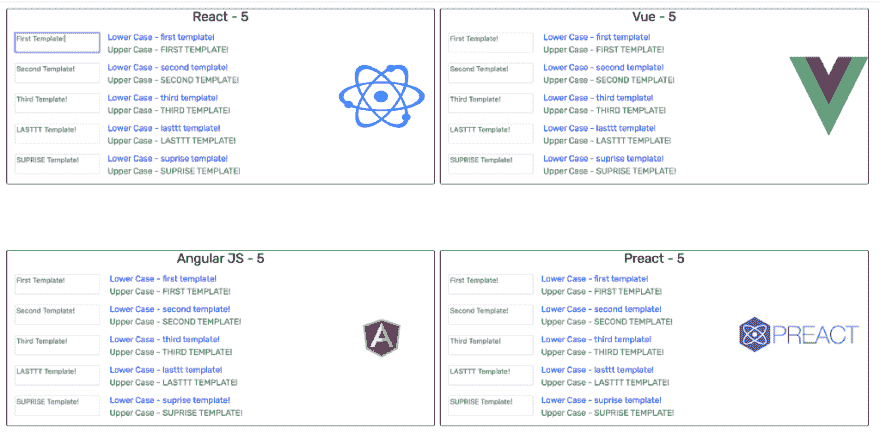 React - 5
First Template!
Lower Case - first template!
Upper Case - FIRST TEMPLATE!
Second Template!
Lower Case - second template!
Upper Case - SECOND TEMPLATE!
Third Template!
Lower Case - third template!
Upper Case - THIRD TEMPLATE!
LASTTT Template!
Lower Case - lasttt template!
Upper Case - LASTTT TEMPLATE!
SUPRISE Template!
Lower Case - suprise template!
Upper Case - SUPRISE TEMPLATE!
Vue - 5
First Template!
Lower Case - first template!
Upper Case - FIRST TEMPLATE!
Second Template!
Lower Case - second template!
Upper Case - SECOND TEMPLATE!
Third Template!
Lower Case - third template!
Upper Case - THIRD TEMPLATE!
LASTTT Template!
Lower Case - lasttt template!
Upper Case - LASTTT TEMPLATE!
SUPRISE Template!
Lower Case - suprise template!
Upper Case - SUPRISE TEMPLATE!
Angular JS - 5
First Template!
Lower Case - first template!
Upper Case - FIRST TEMPLATE!
Second Template!
Lower Case - second template!
Upper Case - SECOND TEMPLATE!
Third Template!
Lower Case - third template!
Upper Case - THIRD TEMPLATE!
LASTTT Template!
Lower Case - lasttt template!
Upper Case - LASTTT TEMPLATE!
SUPRISE Template!
Lower Case - suprise template!
Upper Case - SUPRISE TEMPLATE!
A
Preact - 5
First Template!
Lower Case - first template!
Upper Case - FIRST TEMPLATE!
Second Template!
Lower Case - second template!
Upper Case - SECOND TEMPLATE!
Third Template!
Lower Case - third template!
Upper Case - THIRD TEMPLATE!
LASTTT Template!
Lower Case - lasttt template!
Upper Case - LASTTT TEMPLATE!
SUPRISE Template!
Lower Case - suprise template!
Upper Case - SUPRISE TEMPLATE!
PREACT